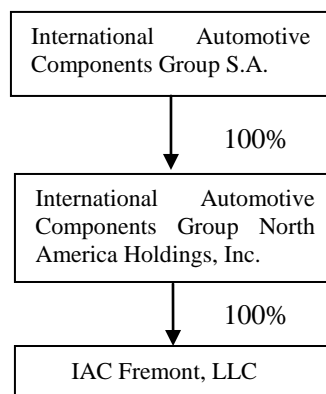 International Automotive
Components Group S.A.
100%
International Automotive
Components Group North
America Holdings, Inc.
100%
IAC Fremont, LLC